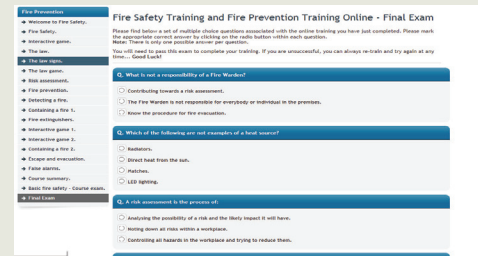 Fire Prevention
Welcome to Fire Safety.
Fire Safety.
Interactive game.
The law.
The law signs.
The law game.
Risk assessment.
Fire prevention.
Detecting a fire.
Containing a fire 1.
Fire extinguishers.
Interactive game 1.
Interactive game 2.
Containing a fire 2.
Escape and evacuation.
False alarms.
Course summary.
Basic fire safety - Course exam.
Final Exam
Fire Safety Training and Fire Prevention Training Online - Final Exam
Please find below a set of multiple choice questions associated with the online training you have just completed. Please mark
the appropriate correct answer by clicking on the radio button within each question.
Note: There is only one possible answer per question.
You will need to pass this exam to complete your training. If you are unsuccessful, you can always re-train and try again at any
time... Good Luck!
Q. What is not a responsibility of a Fire Warden?
Contributing towards a risk assessment.
The Fire Warden is not responsible for everybody or individual in the premises.
Know the procedure for fire evacuation.
Q. Which of the following are not examples of a heat source?
Radiators.
Direct heat from the sun.
Matches.
LED lighting.
Q. A risk assessment is the process of:
Analysing the possibility of a risk and the likely impact it will have.
Noting down all risks within a workplace.
Controlling all hazards in the workplace and trying to reduce them.